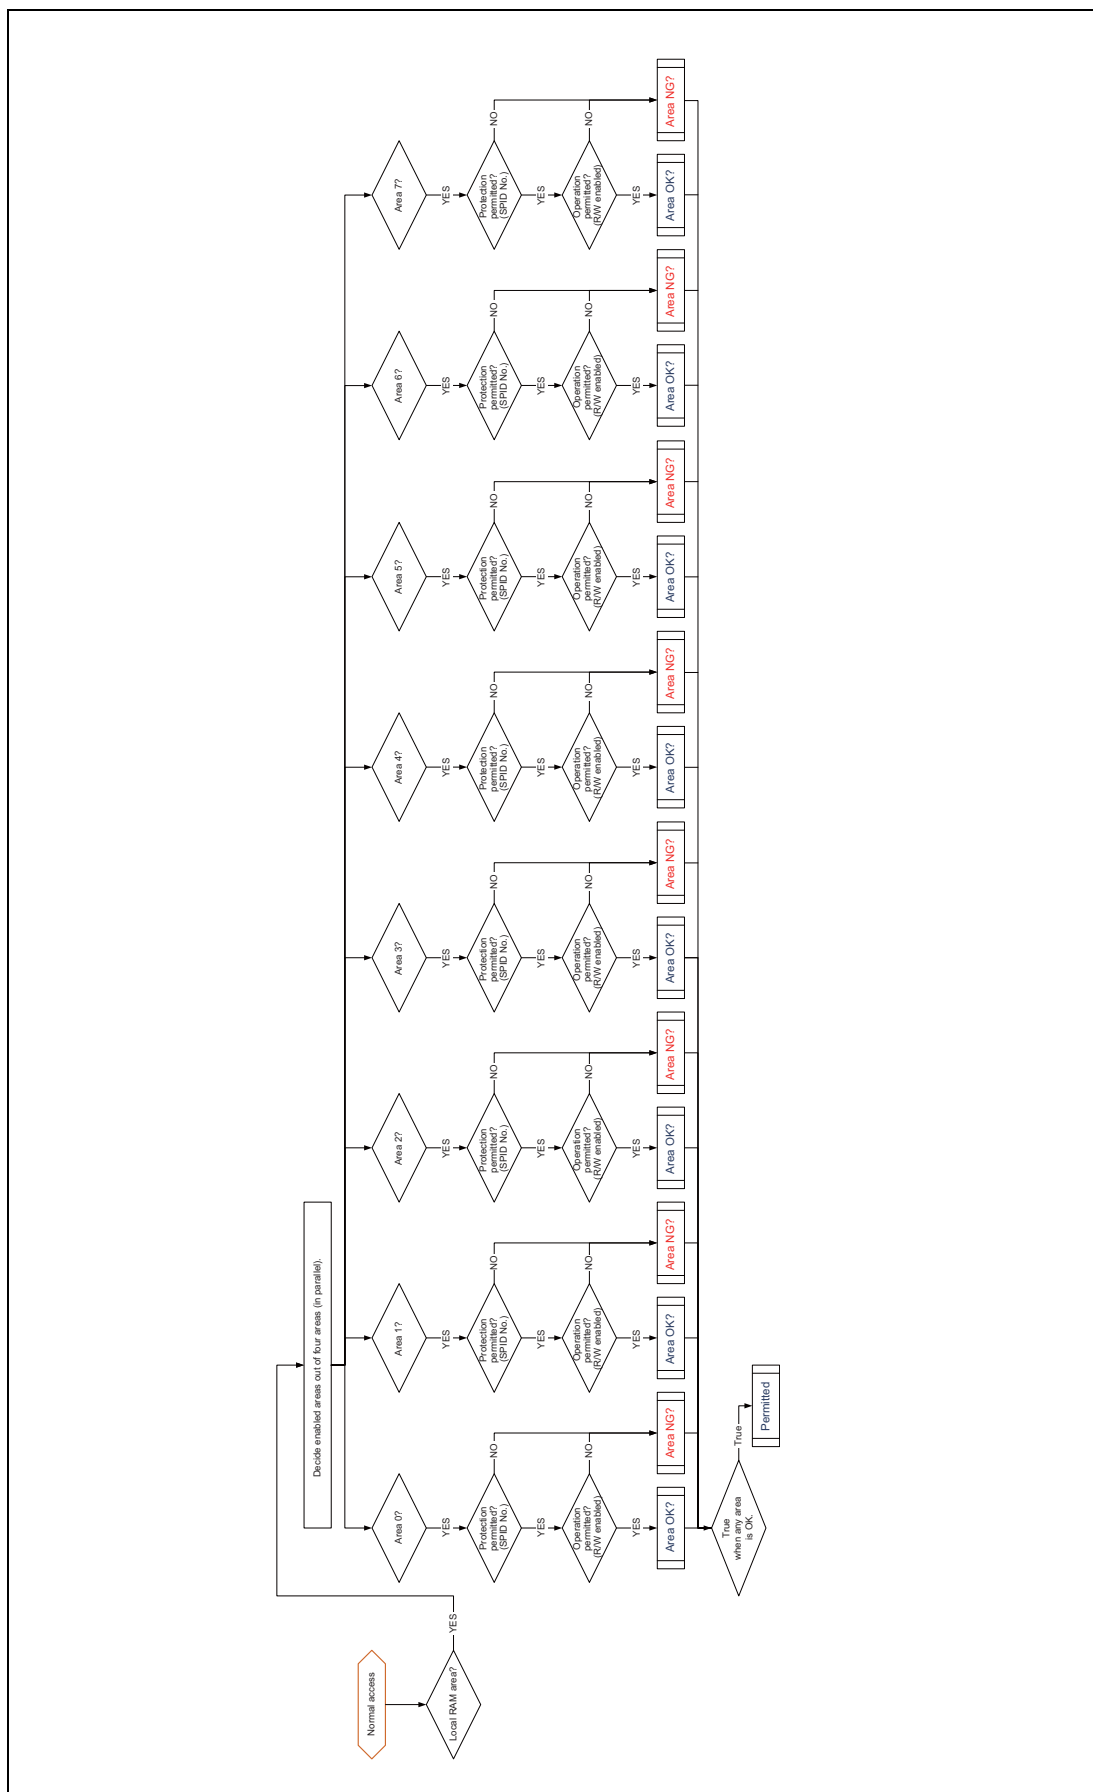 Normal access
Local RAM area?
YES
Decide enabled areas out of four areas (in parallel).
Area 0?
YES
Protection
permitted?
(SPID No.)
NO
YES
Operation
permitted?
(R/W enabled)
NO
YES
Area OK?
Area NG?
Area 1?
YES
Protection
permitted?
(SPID No.)
NO
YES
Operation
permitted?
(R/W enabled)
NO
YES
Area OK?
Area NG?
Area 2?
YES
Protection
permitted?
(SPID No.)
NO
YES
Operation
permitted?
(R/W enabled)
NO
YES
Area OK?
Area NG?
Area 3?
YES
Protection
permitted?
(SPID No.)
NO
YES
Operation
permitted?
(R/W enabled)
NO
YES
Area OK?
Area NG?
Area 4?
YES
Protection
permitted?
(SPID No.)
NO
YES
Operation
permitted?
(R/W enabled)
NO
YES
Area OK?
Area NG?
Area 5?
YES
Protection
permitted?
(SPID No.)
NO
YES
Operation
permitted?
(R/W enabled)
NO
YES
Area OK?
Area NG?
Area 6?
YES
Protection
permitted?
(SPID No.)
NO
YES
Operation
permitted?
(R/W enabled)
NO
YES
Area OK?
Area NG?
Area 7?
YES
Protection
permitted?
(SPID No.)
NO
YES
Operation
permitted?
(R/W enabled)
NO
YES
Area OK?
Area NG?
True
when any area
is OK.
True
Permitted